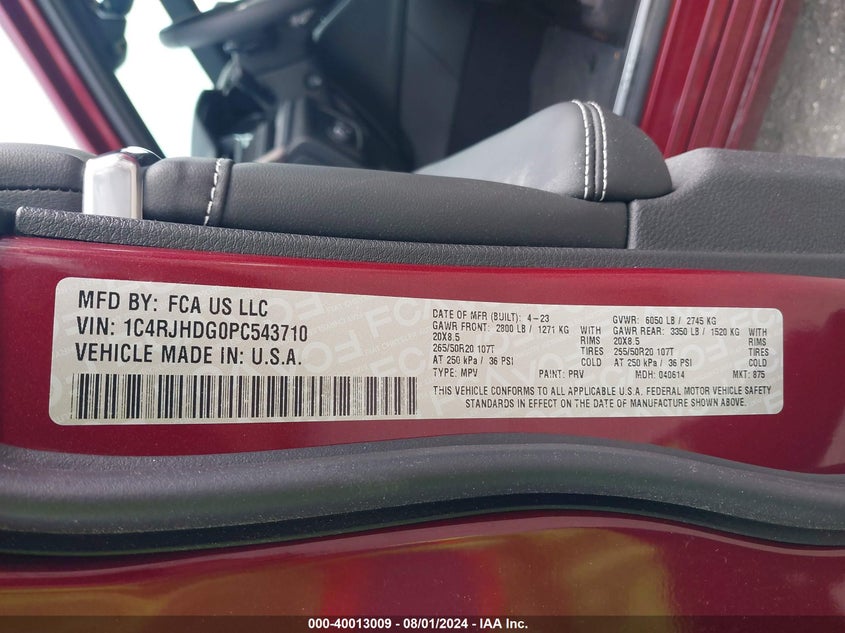 MFD BY: FCA US LLC
VIN: 1C4RJHDG0PC543710
VEHICLE MADE IN: U.S.A.
DATE OF MFR (BUILT): 4-23 GVWR: 6050 LB / 2745 KG
GAWR FRONT: 2800 LB / 1271 KG GAWR REAR: 3350 LB / 1520 KG
20X8.5 RIMS 20X8.5 RIMS
265/50R20 107T TIRES 265/50R20 107T TIRES
AT 250 kPa / 36 PSI COLD AT 250 kPa / 36 PSI COLD
TYPE: MPV PAINT: PRV MDH: 040514 MKT: 875
THIS VEHICLE CONFORMS TO ALL APPLICABLE U.S.A. FEDERAL MOTOR VEHICLE SAFETY
STANDARDS IN EFFECT ON THE DATE OF MANUFACTURE SHOWN ABOVE.
000-40013009 - 08/01/2024 - IAA Inc.